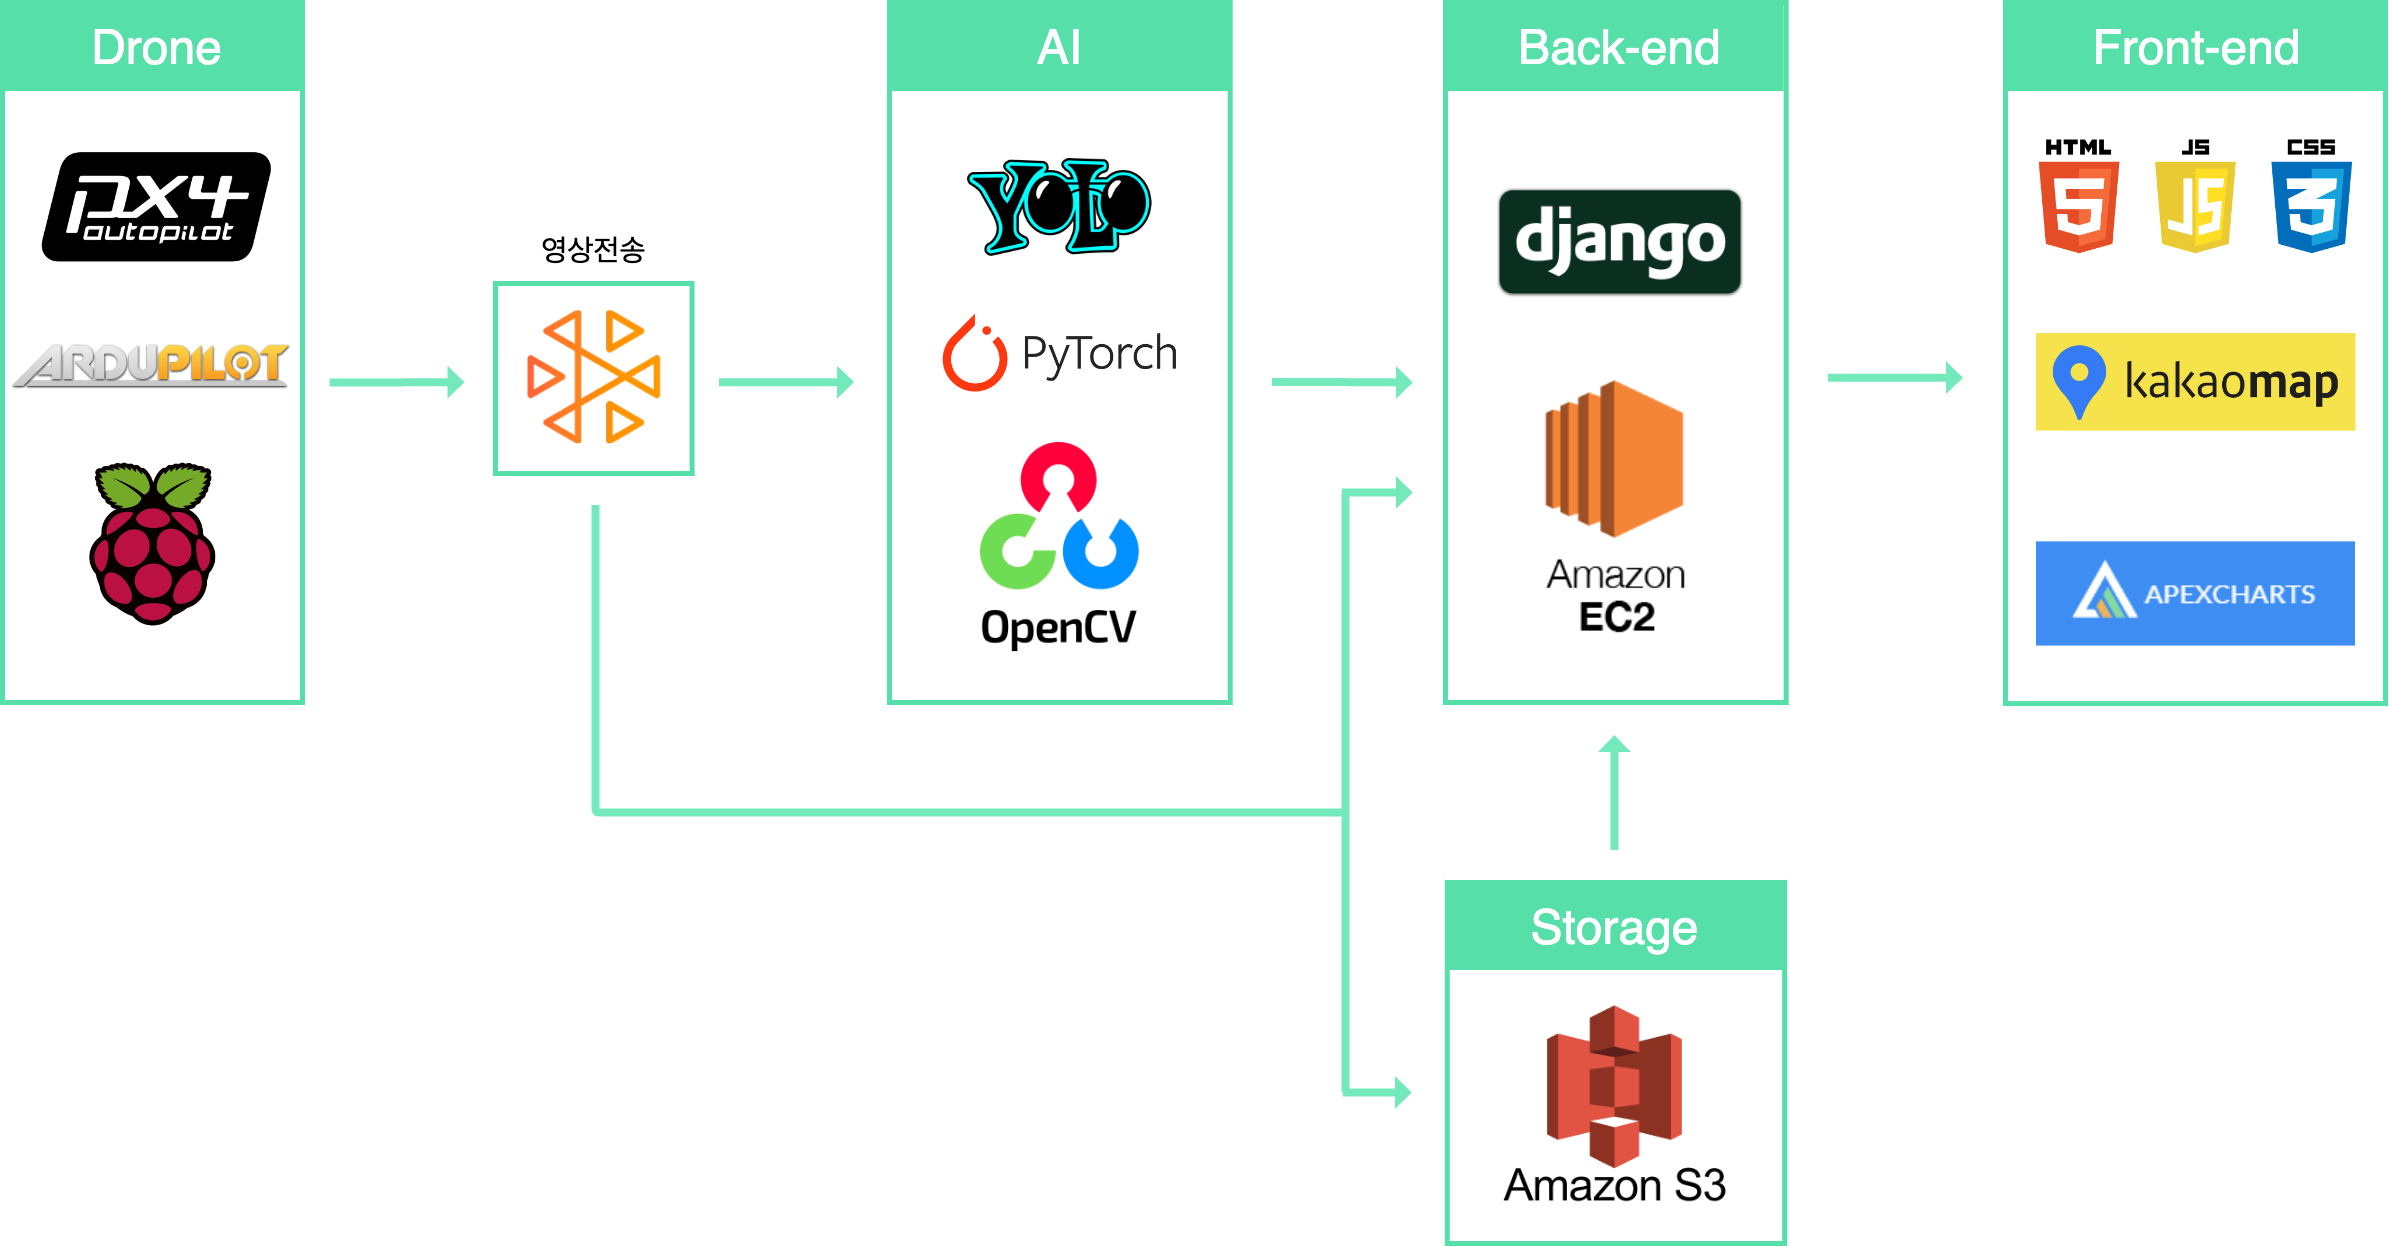 Drone
px4
autopilot
ARDUPILOT
영상전송
AI
YOLO
PyTorch
OpenCV
Back-end
django
Amazon
EC2
Storage
Amazon S3
Front-end
HTML JS CSS
5 JS 3
kakaomap
APEXCHARTS